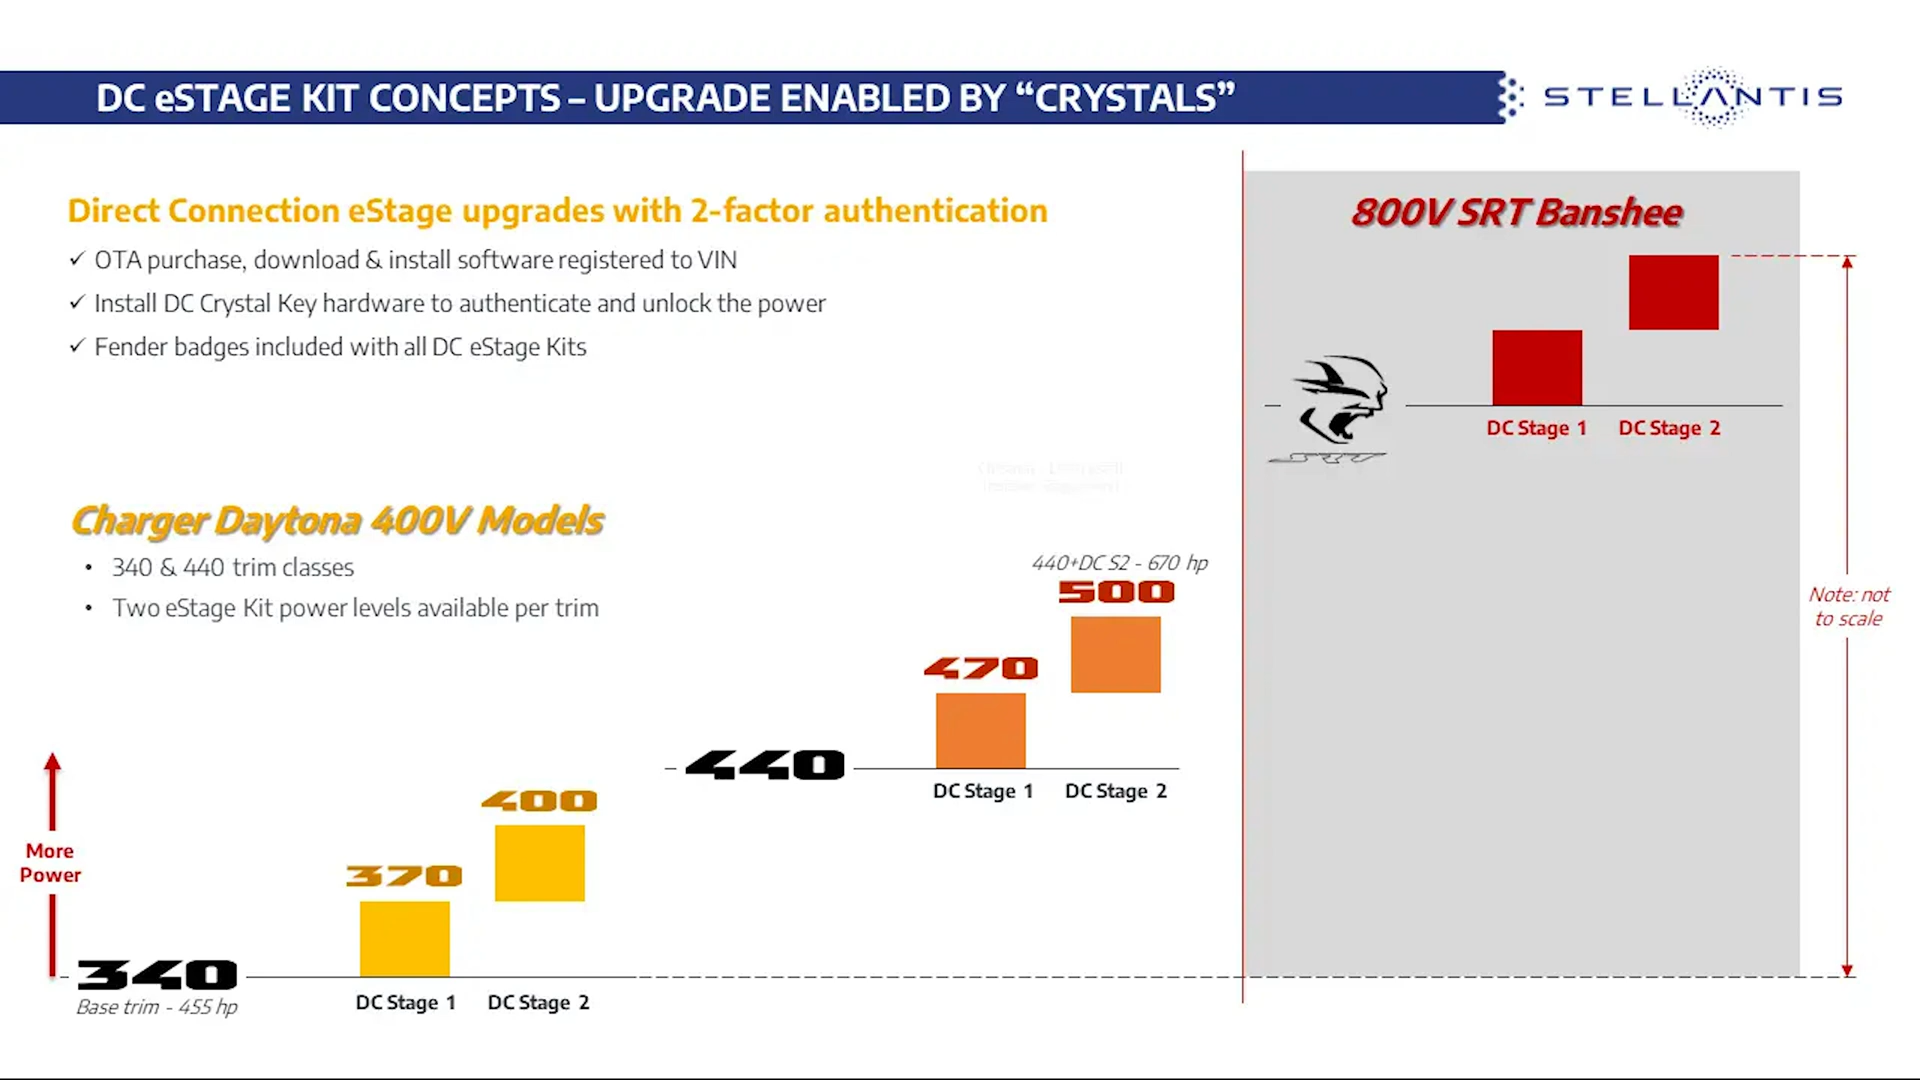 DC eSTAGE KIT CONCEPTS – UPGRADE ENABLED BY “CRYSTALS”
STELLANTIS
Direct Connection eStage upgrades with 2-factor authentication
✓ OTA purchase, download & install software registered to VIN
✓ Install DC Crystal Key hardware to authenticate and unlock the power
✓ Fender badges included with all DC eStage Kits
800V SRT Banshee
SRT
DC Stage 1
DC Stage 2
Charger Daytona 400V Models
• 340 & 440 trim classes
• Two eStage Kit power levels available per trim
440+DC S2 - 670 hp
500
470
440
DC Stage 1
DC Stage 2
Note: not
to scale
400
370
More
Power
340
Base trim - 455 hp
DC Stage 1
DC Stage 2